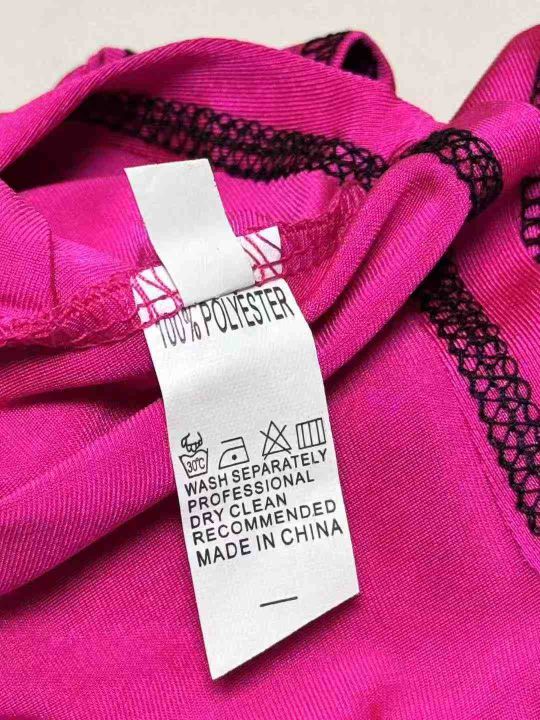 100% POLYESTER
30°C
WASH SEPARATELY
PROFESSIONAL
DRY CLEAN
RECOMMENDED
MADE IN CHINA